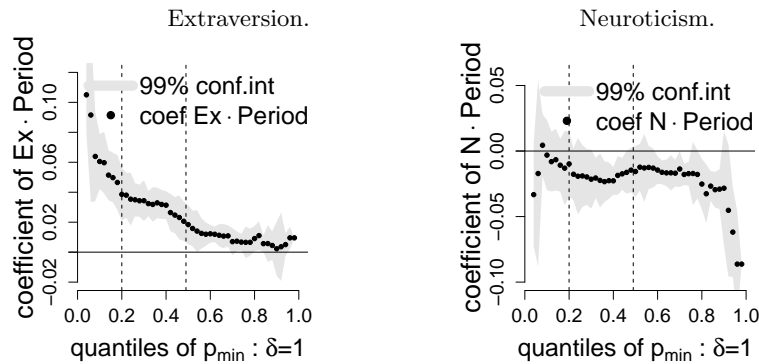 Extraversion.
99% conf.int
coef Ex · Period
coefficient of Ex · Period
−0.02 0.02 0.06 0.10
0.0 0.2 0.4 0.6 0.8 1.0
quantiles of pmin : δ=1
Neuroticism.
99% conf.int
coef N · Period
coefficient of N · Period
−0.10 −0.05 0.00 0.05
0.0 0.2 0.4 0.6 0.8 1.0
quantiles of pmin : δ=1